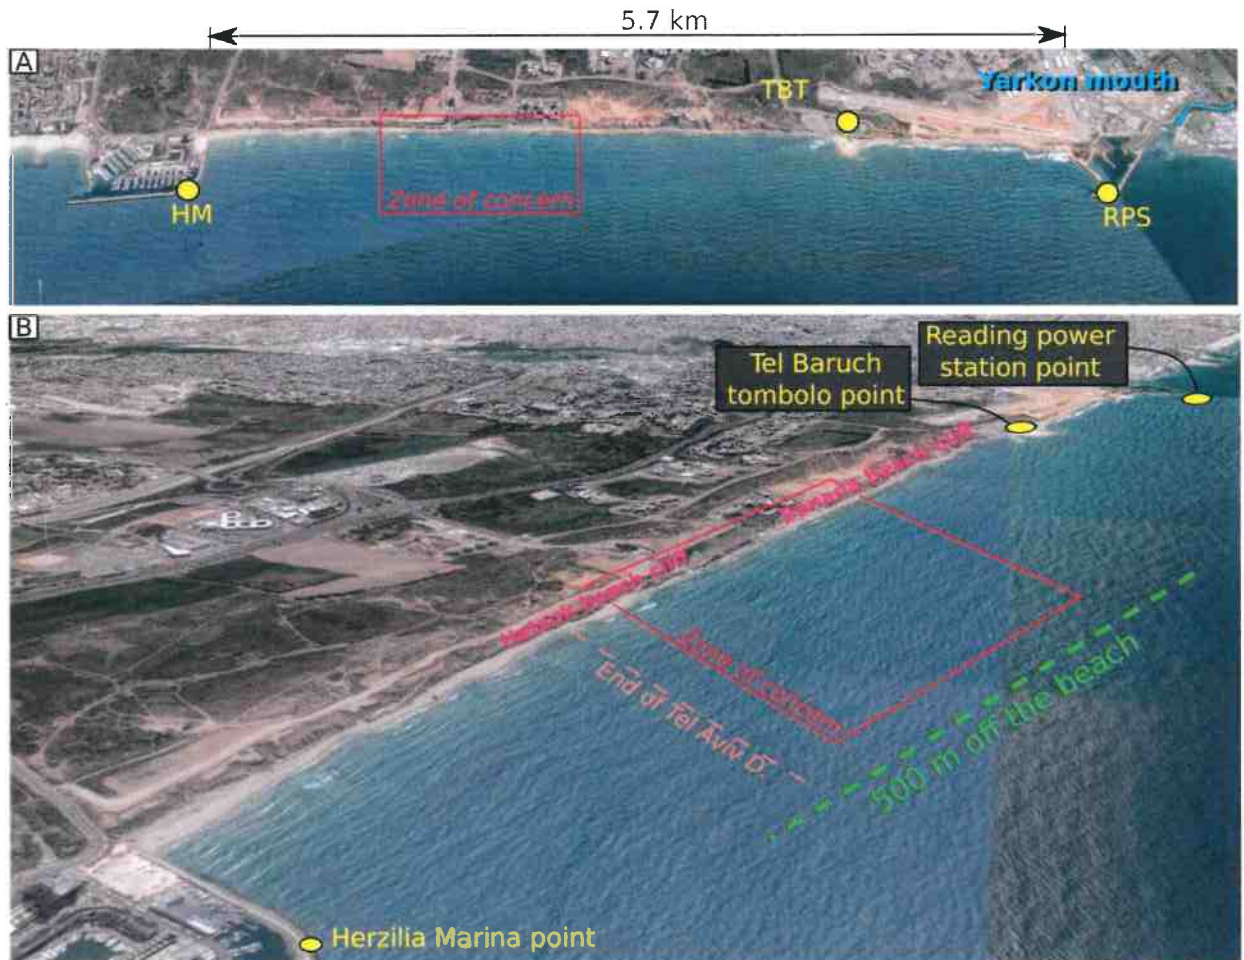 5.7 km
A
TBT
Yarkon mouth
Zone of concern
HM
RPS
B
Reading power
station point
Tel Baruch
tombolo point
Zone of concern
End of Tel Aviv D.
500 m off the beach
Herzilia Marina point